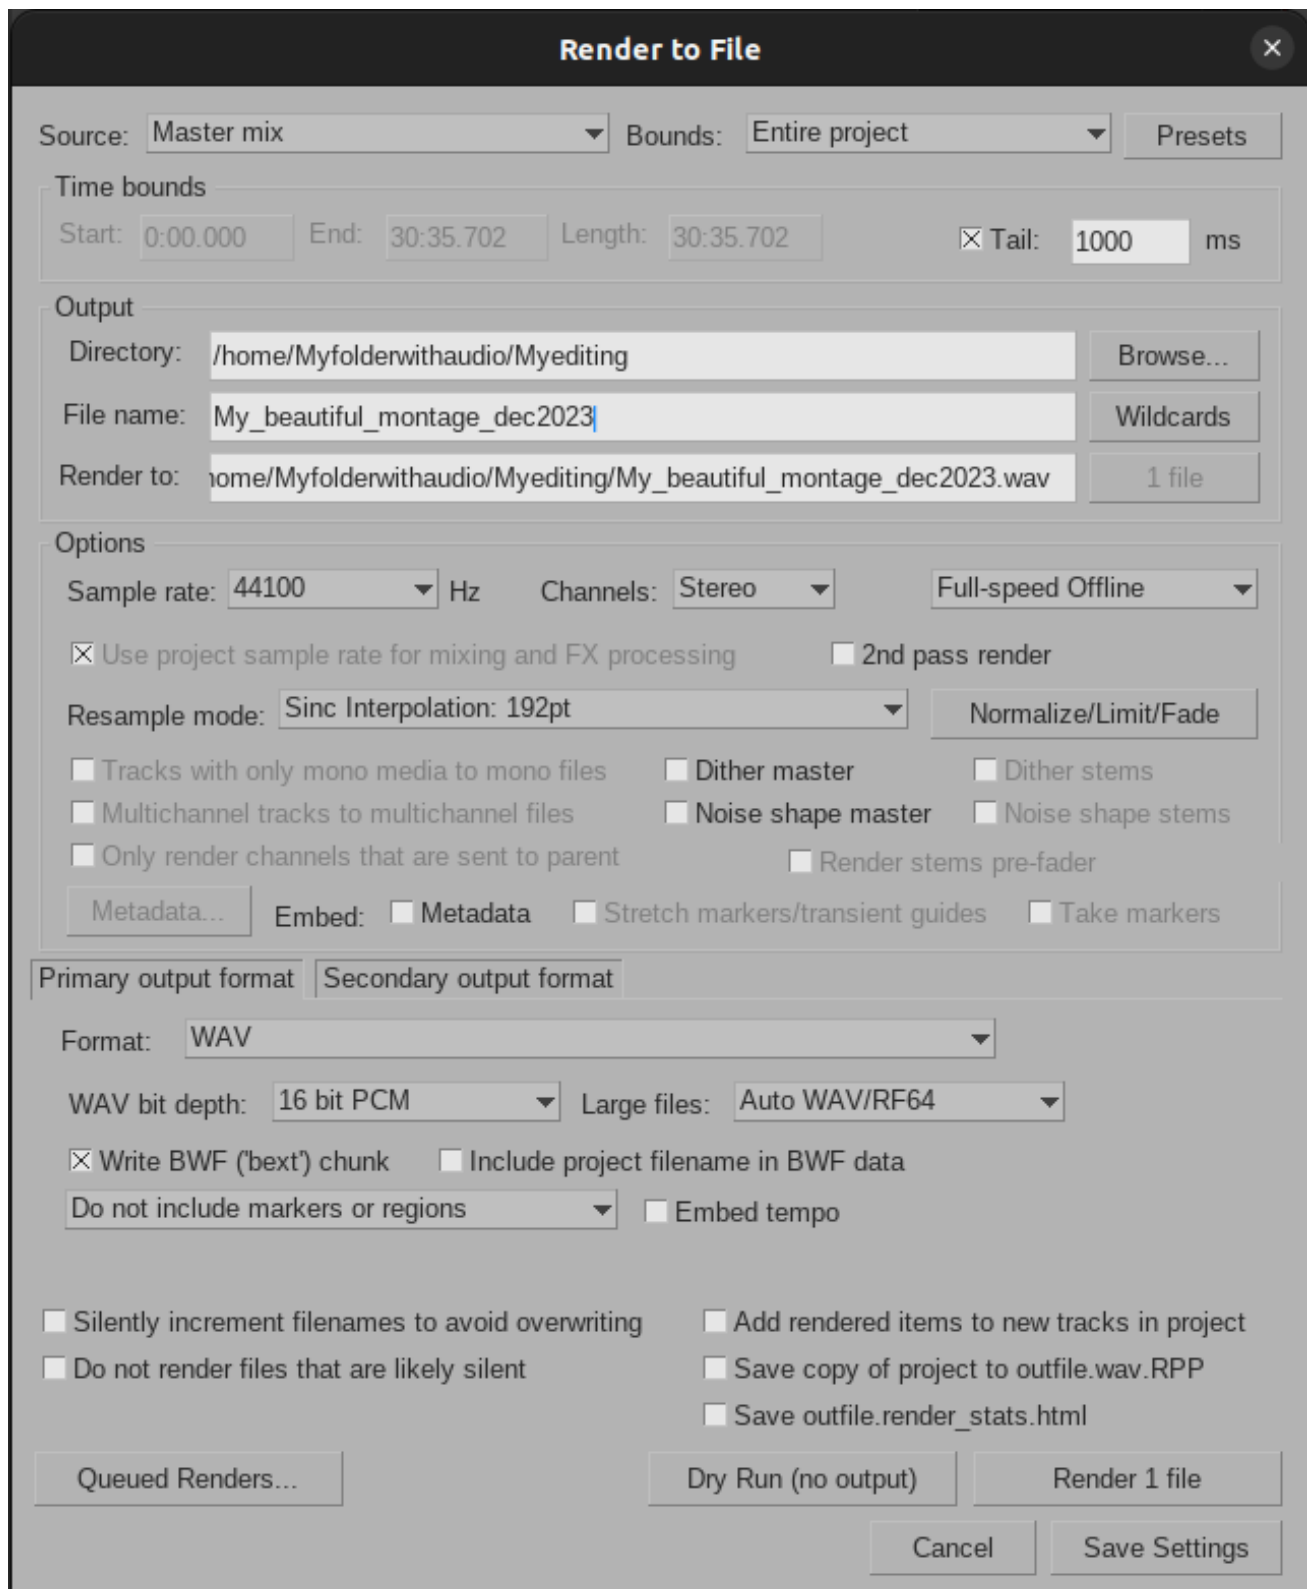 Render to File
Source: Master mix Bounds: Entire project Presets
Time bounds
Start: 0:00.000 End: 30:35.702 Length: 30:35.702 Tail: 1000 ms
Output
Directory: /home/Myfolderwithaudio/Myediting Browse...
File name: My_beautiful_montage_dec2023 Wildcards
Render to: home/Myfolderwithaudio/Myediting/My_beautiful_montage_dec2023.wav 1 file
Options
Sample rate: 44100 Hz Channels: Stereo Full-speed Offline
Use project sample rate for mixing and FX processing 2nd pass render
Resample mode: Sinc Interpolation: 192pt Normalize/Limit/Fade
Tracks with only mono media to mono files Dither master Dither stems
Multichannel tracks to multichannel files Noise shape master Noise shape stems
Only render channels that are sent to parent Render stems pre-fader
Metadata... Embed: Metadata Stretch markers/transient guides Take markers
Primary output format Secondary output format
Format: WAV
WAV bit depth: 16 bit PCM Large files: Auto WAV/RF64
Write BWF ('bext') chunk Include project filename in BWF data
Do not include markers or regions Embed tempo
Silently increment filenames to avoid overwriting Add rendered items to new tracks in project
Do not render files that are likely silent Save copy of project to outfile.wav.RPP
Save outfile.render_stats.html
Queued Renders... Dry Run (no output) Render 1 file
Cancel Save Settings